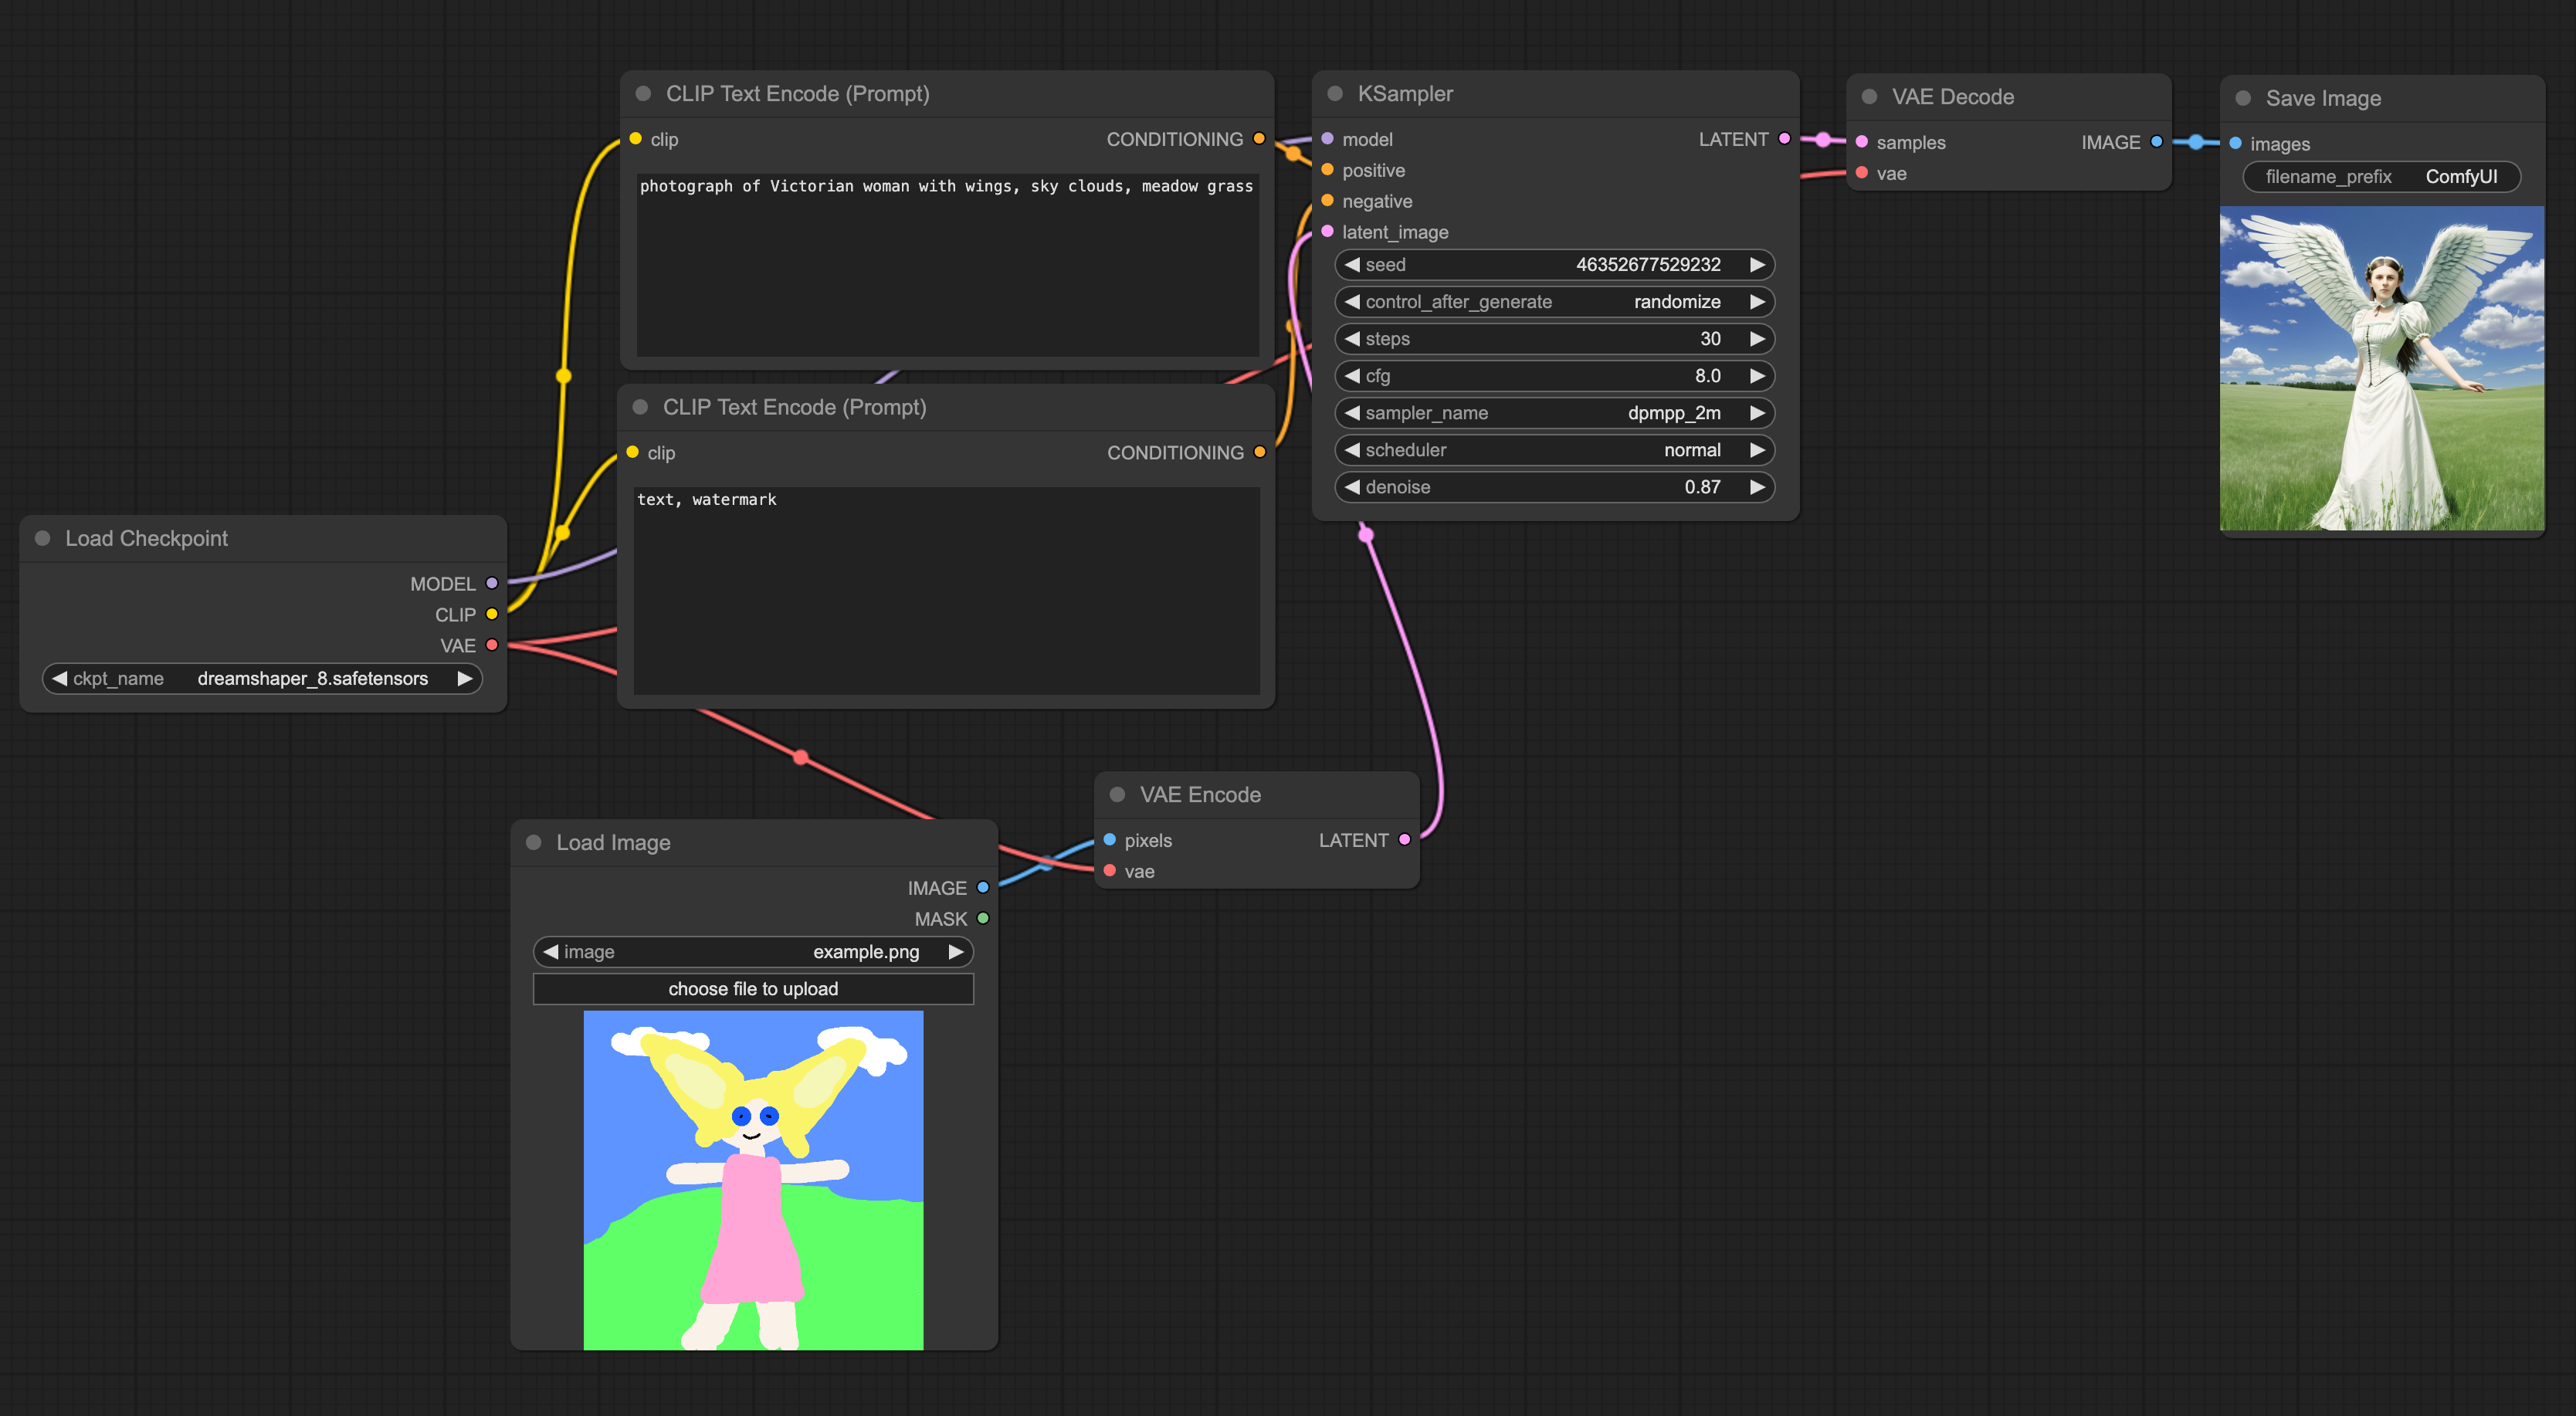 CLIP Text Encode (Prompt)
clip CONDITIONING
photograph of Victorian woman with wings, sky clouds, meadow grass
CLIP Text Encode (Prompt)
clip CONDITIONING
text, watermark
Load Checkpoint
MODEL
CLIP
VAE
ckpt_name dreamshaper_8.safetensors
KSampler
model LATENT
positive
negative
latent_image
seed 46352677529232
control_after_generate randomize
steps 30
cfg 8.0
sampler_name dpmpp_2m
scheduler normal
denoise 0.87
VAE Decode
samples IMAGE
vae
Save Image
images
filename_prefix ComfyUI
Load Image
IMAGE
MASK
image example.png
choose file to upload
VAE Encode
pixels LATENT
vae